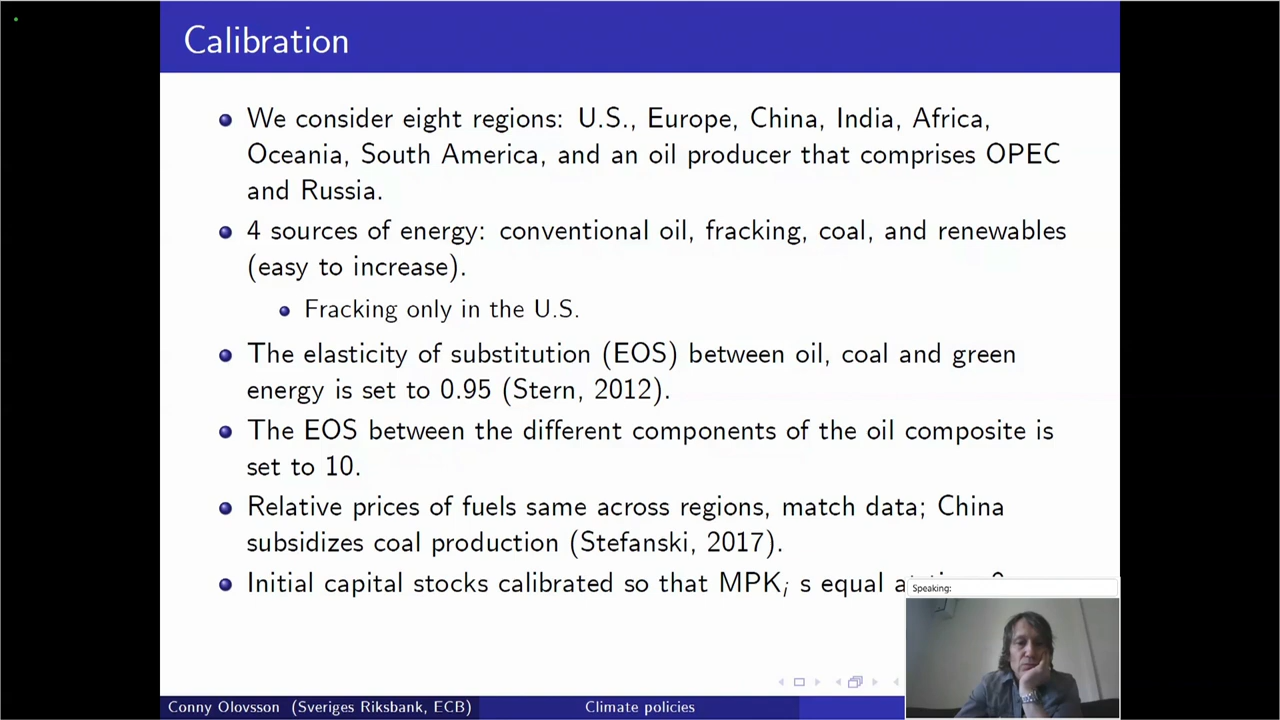 Calibration
We consider eight regions: U.S., Europe, China, India, Africa,
Oceania, South America, and an oil producer that comprises OPEC
and Russia.
4 sources of energy: conventional oil, fracking, coal, and renewables
(easy to increase).
Fracking only in the U.S.
The elasticity of substitution (EOS) between oil, coal and green
energy is set to 0.95 (Stern, 2012).
The EOS between the different components of the oil composite is
set to 10.
Relative prices of fuels same across regions, match data; China
subsidizes coal production (Stefanski, 2017).
Initial capital stocks calibrated so that MPKᵢ s equal
Speaking:
Conny Olovsson (Sveriges Riksbank, ECB) Climate policies